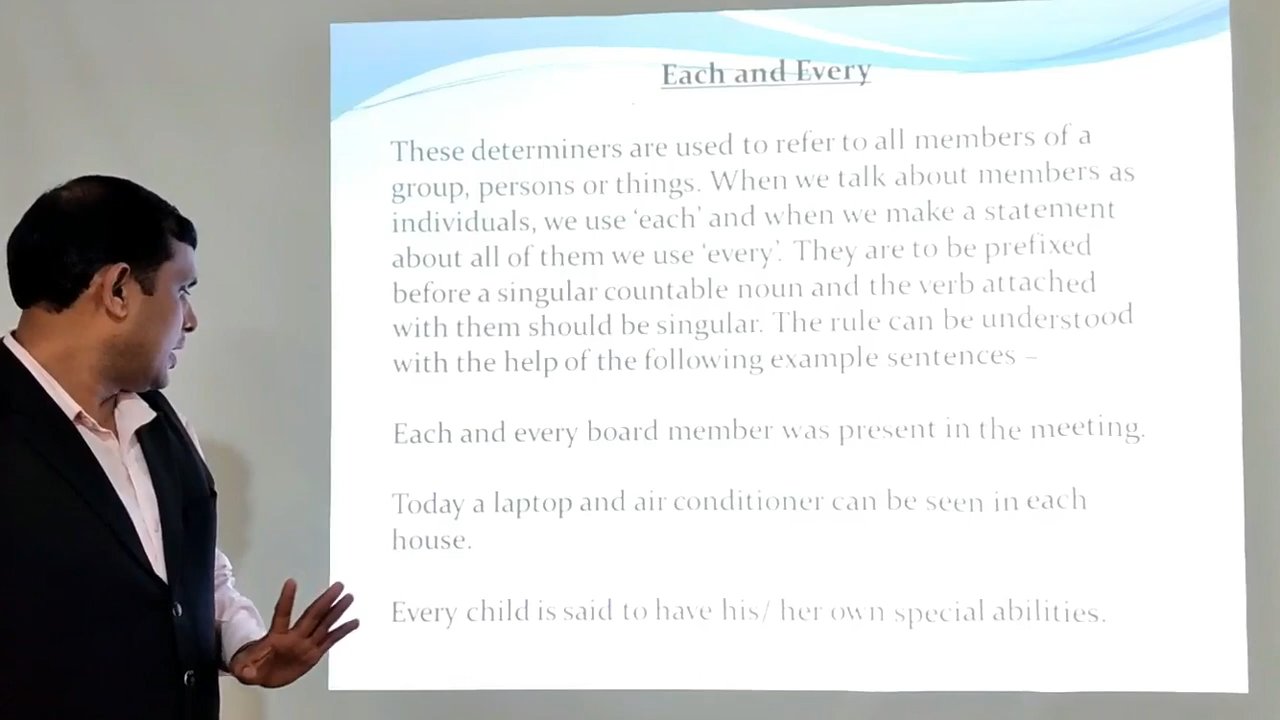 Each and Every
These determiners are used to refer to all members of a
group, persons or things. When we talk about members as
individuals, we use ‘each’ and when we make a statement
about all of them we use ‘every’. They are to be prefixed
before a singular countable noun and the verb attached
with them should be singular. The rule can be understood
with the help of the following example sentences –
Each and every board member was present in the meeting.
Today a laptop and air conditioner can be seen in each
house.
Every child is said to have his/ her own special abilities.